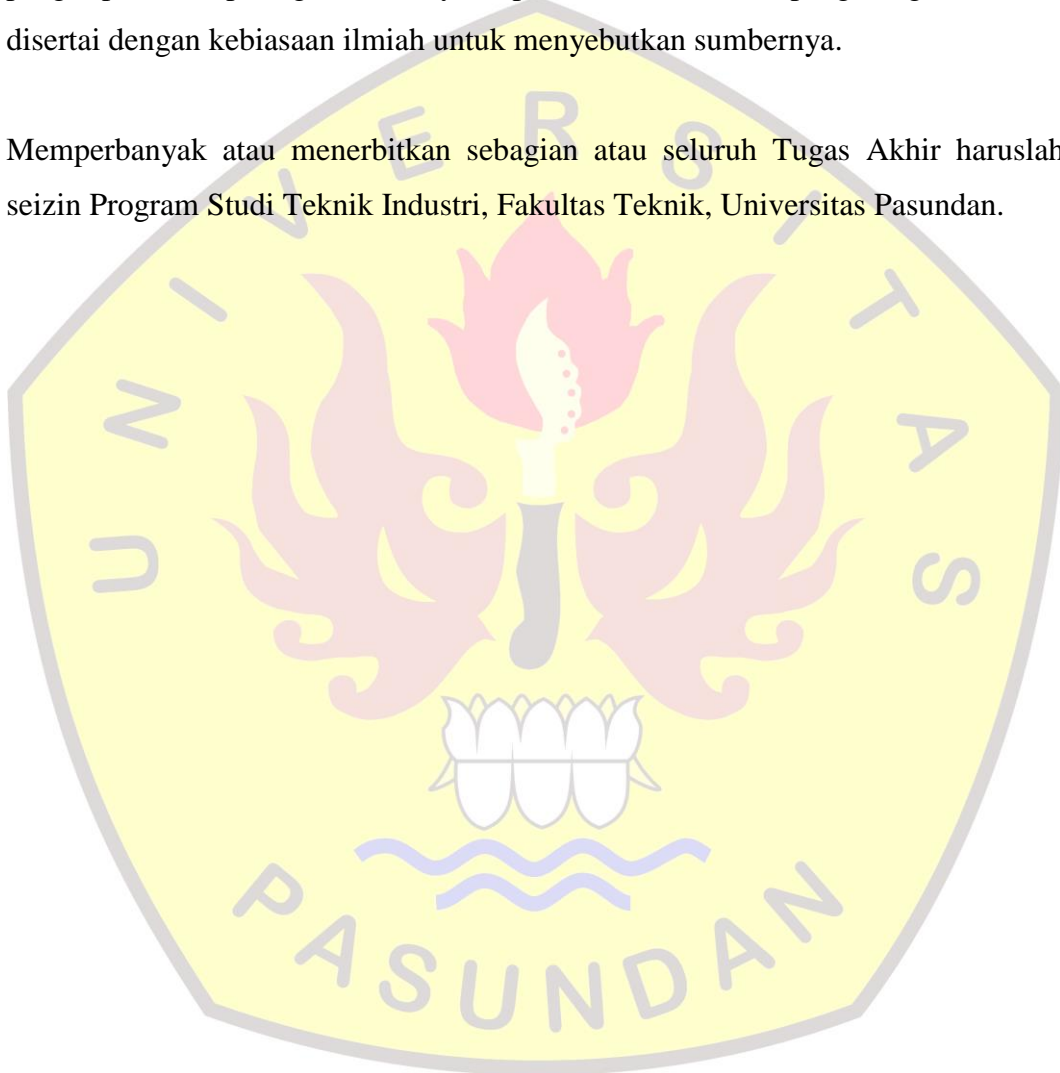 disertai dengan kebiasaan ilmiah untuk menyebutkan sumbernya.
Memperbanyak atau menerbitkan sebagian atau seluruh Tugas Akhir haruslah
seizin Program Studi Teknik Industri, Fakultas Teknik, Universitas Pasundan.
UNIVERSITAS
PASUNDAN